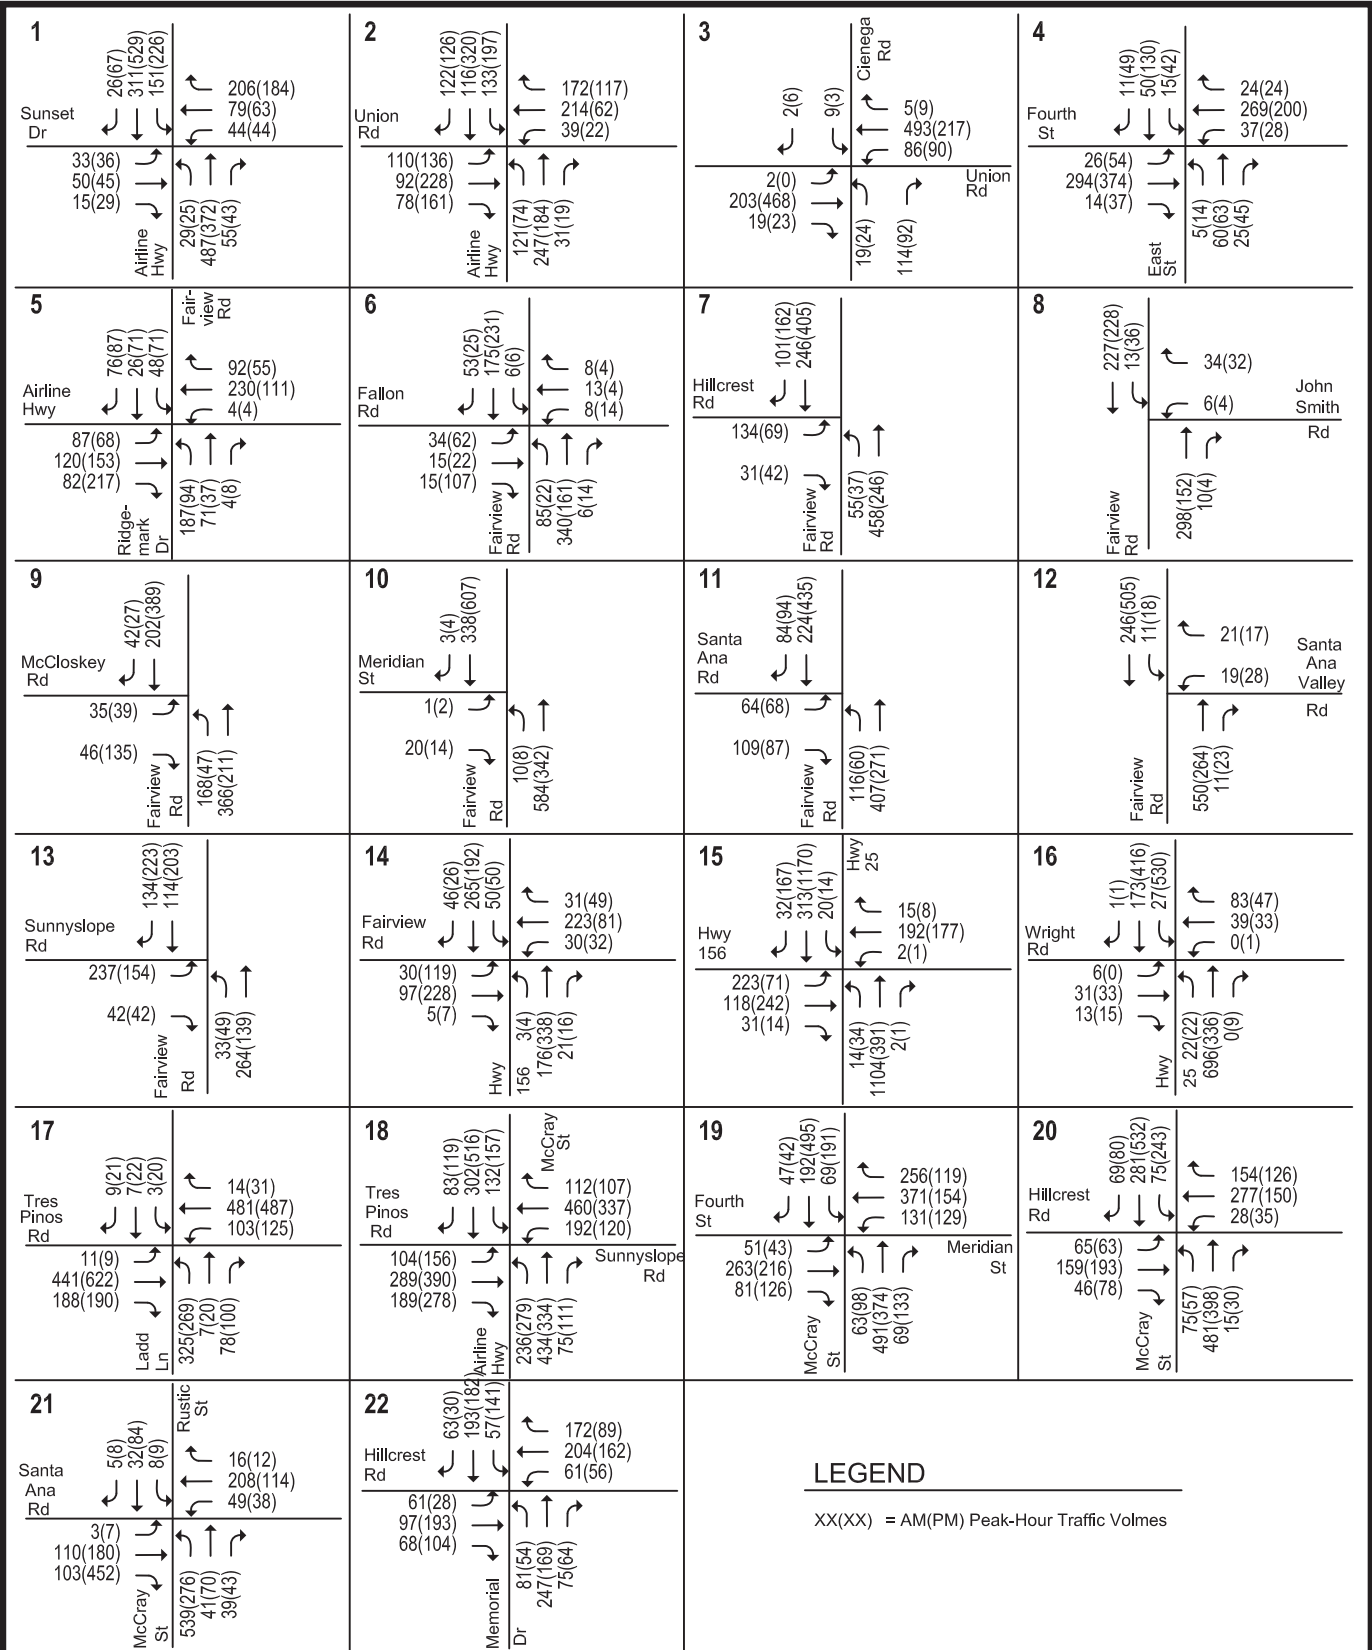 1
26(67)
311(529)
151(226)
206(184)
79(63)
44(44)
Sunset
Dr
33(36)
50(45)
15(29)
Airline
Hwy
29(25)
487(372)
55(43)
2
122(126)
116(320)
133(197)
172(117)
214(62)
39(22)
Union
Rd
110(136)
92(228)
78(161)
Airline
Hwy
121(74)
247(184)
31(19)
3
Cienega
Rd
2(6)
9(3)
5(9)
493(217)
86(90)
2(0)
203(468)
19(23)
Union
Rd
19(24)
114(92)
4
11(49)
50(130)
15(42)
24(24)
269(200)
37(28)
Fourth
St
26(54)
294(374)
14(37)
East
St
5(14)
60(63)
25(45)
5
Fair-
view
Rd
76(87)
26(71)
48(71)
92(55)
230(111)
4(4)
Airline
Hwy
87(68)
120(153)
82(217)
Ridge-
mark
Dr
187(94)
71(37)
4(8)
6
53(25)
175(231)
6(6)
8(4)
13(4)
8(14)
Fallon
Rd
34(62)
15(22)
15(107)
Fairview
Rd
85(22)
340(161)
6(14)
7
101(162)
246(405)
Hillcrest
Rd
134(69)
31(42)
Fairview
Rd
55(37)
458(246)
8
227(228)
13(36)
34(32)
6(4)
John
Smith
Rd
Fairview
Rd
298(152)
10(4)
9
42(27)
202(389)
McCloskey
Rd
35(39)
46(135)
Fairview
Rd
168(47)
366(211)
10
3(4)
338(607)
Meridian
St
1(2)
20(14)
Fairview
Rd
10(8)
584(342)
11
84(94)
224(435)
Santa
Ana
Rd
64(68)
109(87)
Fairview
Rd
116(60)
407(271)
12
246(505)
11(18)
21(17)
19(28)
Santa
Ana
Valley
Rd
Fairview
Rd
550(264)
11(23)
13
134(223)
114(203)
Sunnyslope
Rd
237(154)
42(42)
Fairview
Rd
33(49)
264(139)
14
46(26)
265(192)
50(50)
31(49)
223(81)
30(32)
Fairview
Rd
30(119)
97(228)
5(7)
Hwy
156
3(4)
176(338)
21(16)
15
Hwy
25
32(167)
313(1170)
20(14)
15(8)
192(177)
2(1)
Hwy
156
223(71)
118(242)
31(14)
14(34)
1104(391)
2(1)
16
1(1)
173(416)
27(530)
83(47)
39(33)
0(1)
Wright
Rd
6(0)
31(33)
13(15)
Hwy
25
22(22)
696(336)
0(9)
17
9(21)
7(22)
3(20)
14(31)
481(487)
103(125)
Tres
Pinos
Rd
11(9)
441(622)
188(190)
Ladd
Ln
325(269)
7(20)
78(100)
18
McCray
St
83(119)
302(516)
132(157)
112(107)
460(337)
192(120)
Tres
Pinos
Rd
104(156)
289(390)
189(278)
Sunnyslope
Rd
Airline
Hwy
236(279)
434(334)
75(111)
19
47(42)
192(495)
69(191)
256(119)
371(154)
131(129)
Fourth
St
51(43)
263(216)
81(126)
Meridian
St
McCray
St
63(98)
491(374)
69(133)
20
69(80)
281(532)
75(243)
154(126)
277(150)
28(35)
Hillcrest
Rd
65(63)
159(193)
46(78)
McCray
St
75(57)
481(398)
15(30)
21
Rustic
St
5(8)
32(84)
8(9)
16(12)
208(114)
49(38)
Santa
Ana
Rd
3(7)
110(180)
103(452)
McCray
St
539(276)
41(70)
39(43)
22
63(30)
193(182)
57(141)
172(89)
204(162)
61(56)
Hillcrest
Rd
61(28)
97(193)
68(104)
Memorial
Dr
81(54)
247(169)
75(64)
LEGEND
XX(XX) = AM(PM) Peak-Hour Traffic Volmes